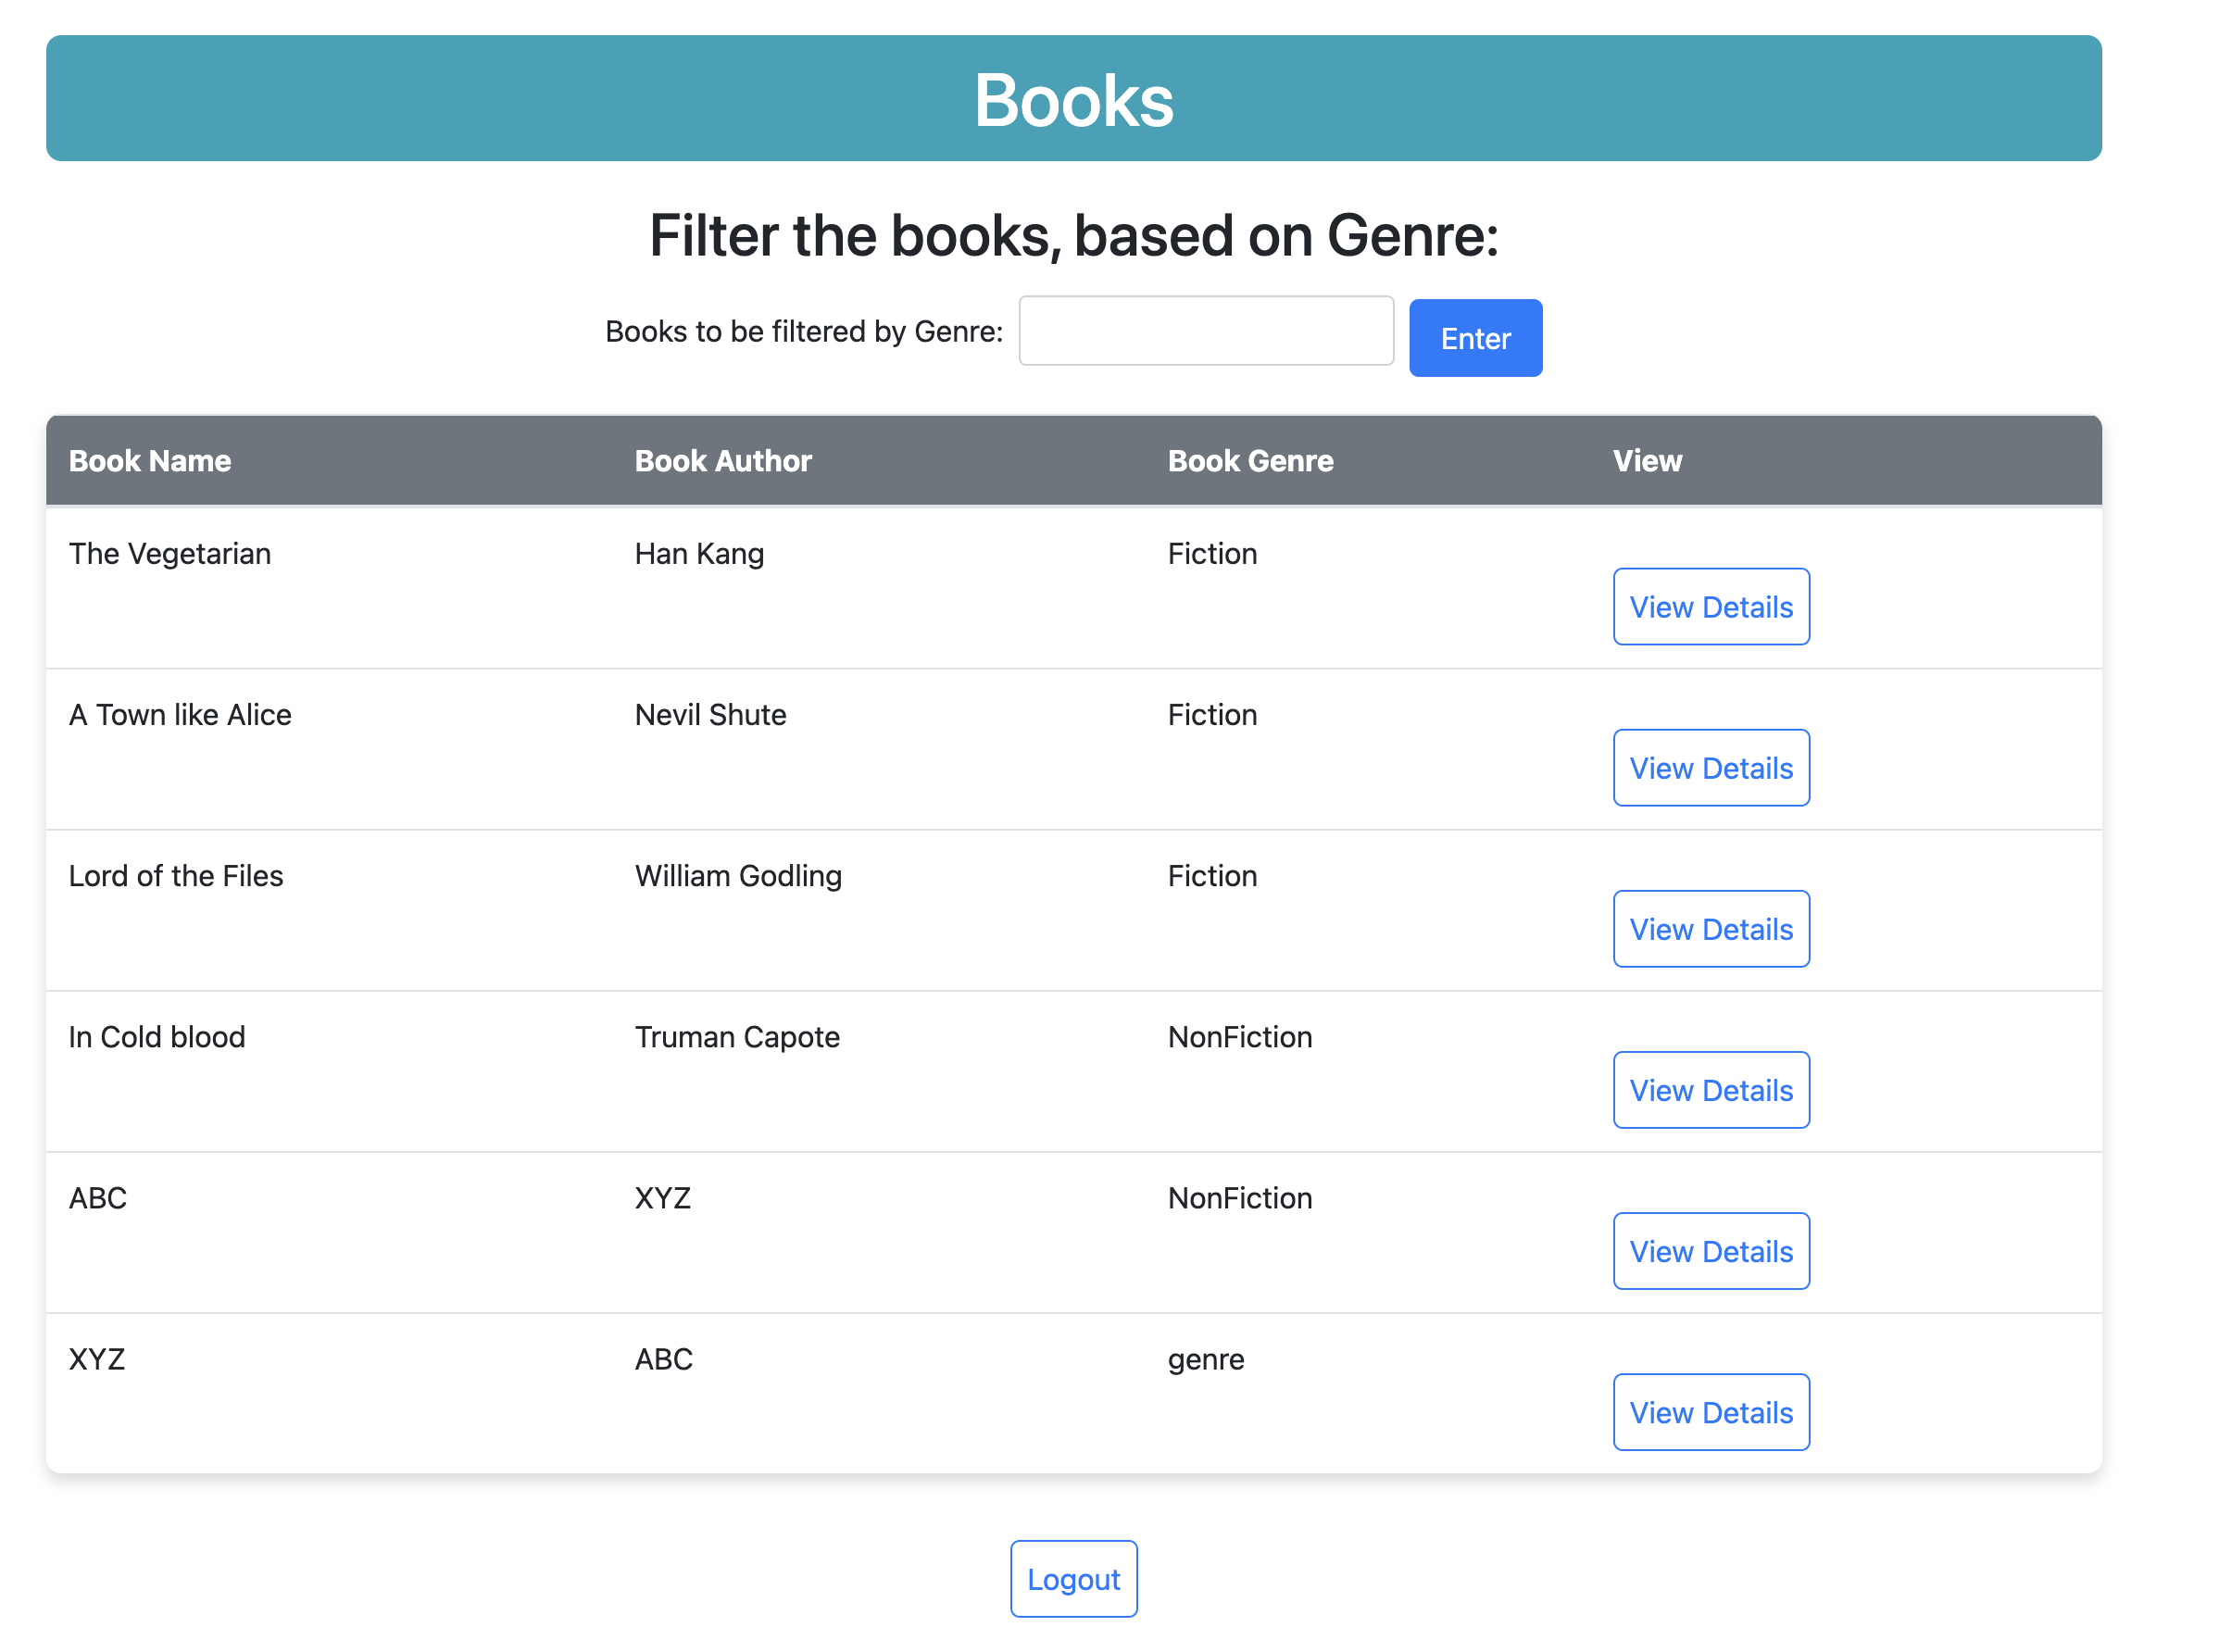 Books
Filter the books, based on Genre:
Books to be filtered by Genre: Enter
Book Name Book Author Book Genre View
The Vegetarian Han Kang Fiction
View Details
A Town like Alice Nevil Shute Fiction
View Details
Lord of the Files William Godling Fiction
View Details
In Cold blood Truman Capote NonFiction
View Details
ABC XYZ NonFiction
View Details
XYZ ABC genre
View Details
Logout